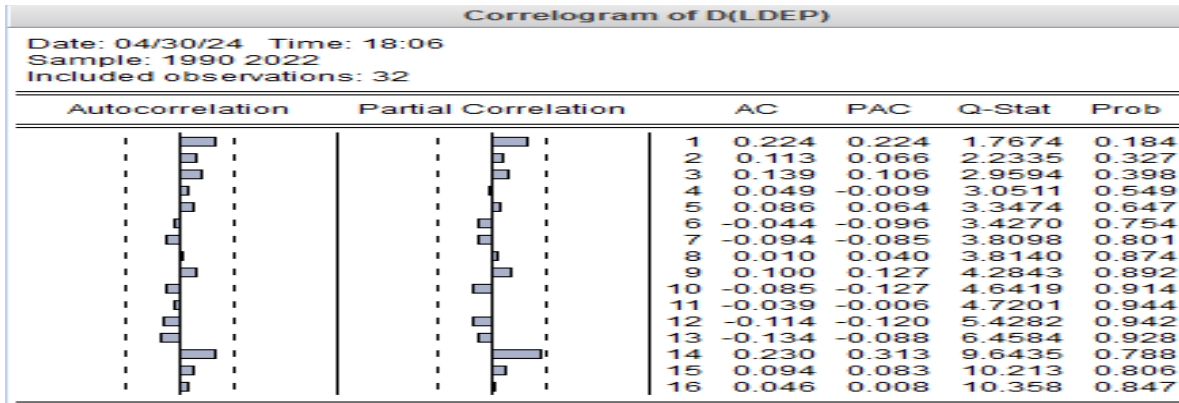 Correlogram of D(LDEP)
Date: 04/30/24 Time: 18:06
Sample: 1990 2022
Included observations: 32
Autocorrelation Partial Correlation AC PAC Q-Stat Prob
1 0.224 0.224 1.7674 0.184
2 0.113 0.066 2.2335 0.327
3 0.139 0.106 2.9594 0.398
4 0.049 -0.009 3.0511 0.549
5 0.086 0.064 3.3474 0.647
6 -0.044 -0.096 3.4270 0.754
7 -0.094 -0.085 3.8098 0.801
8 0.010 0.040 3.8140 0.874
9 0.100 0.127 4.2843 0.892
10 -0.085 -0.127 4.6419 0.914
11 -0.039 -0.006 4.7201 0.944
12 -0.114 -0.120 5.4282 0.942
13 -0.134 -0.088 6.4584 0.928
14 0.230 0.313 9.6435 0.788
15 0.094 0.083 10.213 0.806
16 0.046 0.008 10.358 0.847